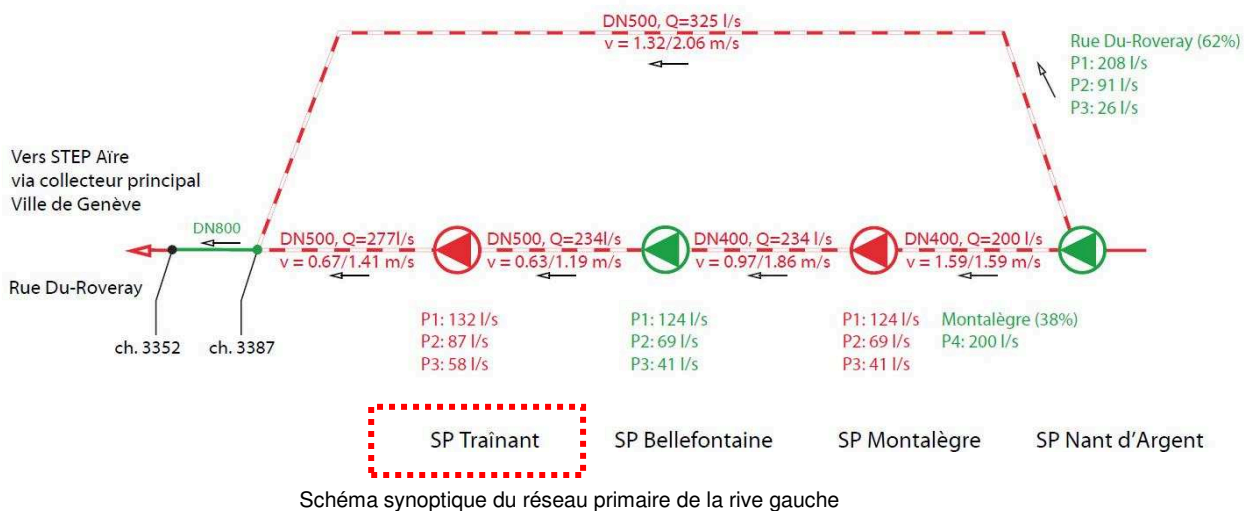 DN500, Q=325 l/s
v = 1.32/2.06 m/s
Rue Du-Roveray (62%)
P1: 208 l/s
P2: 91 l/s
P3: 26 l/s
Vers STEP Aïre
via collecteur principal
Ville de Genève
DN800
DN500, Q=277l/s
v = 0.67/1.41 m/s
DN500, Q=234l/s
v = 0.63/1.19 m/s
DN400, Q=234 l/s
v = 0.97/1.86 m/s
DN400, Q=200 l/s
v = 1.59/1.59 m/s
Rue Du-Roveray
ch. 3352
ch. 3387
P1: 132 l/s
P2: 87 l/s
P3: 58 l/s
P1: 124 l/s
P2: 69 l/s
P3: 41 l/s
P1: 124 l/s
P2: 69 l/s
P3: 41 l/s
Montalègre (38%)
P4: 200 l/s
SP Traînant
SP Bellefontaine
SP Montalègre
SP Nant d'Argent
Schéma synoptique du réseau primaire de la rive gauche